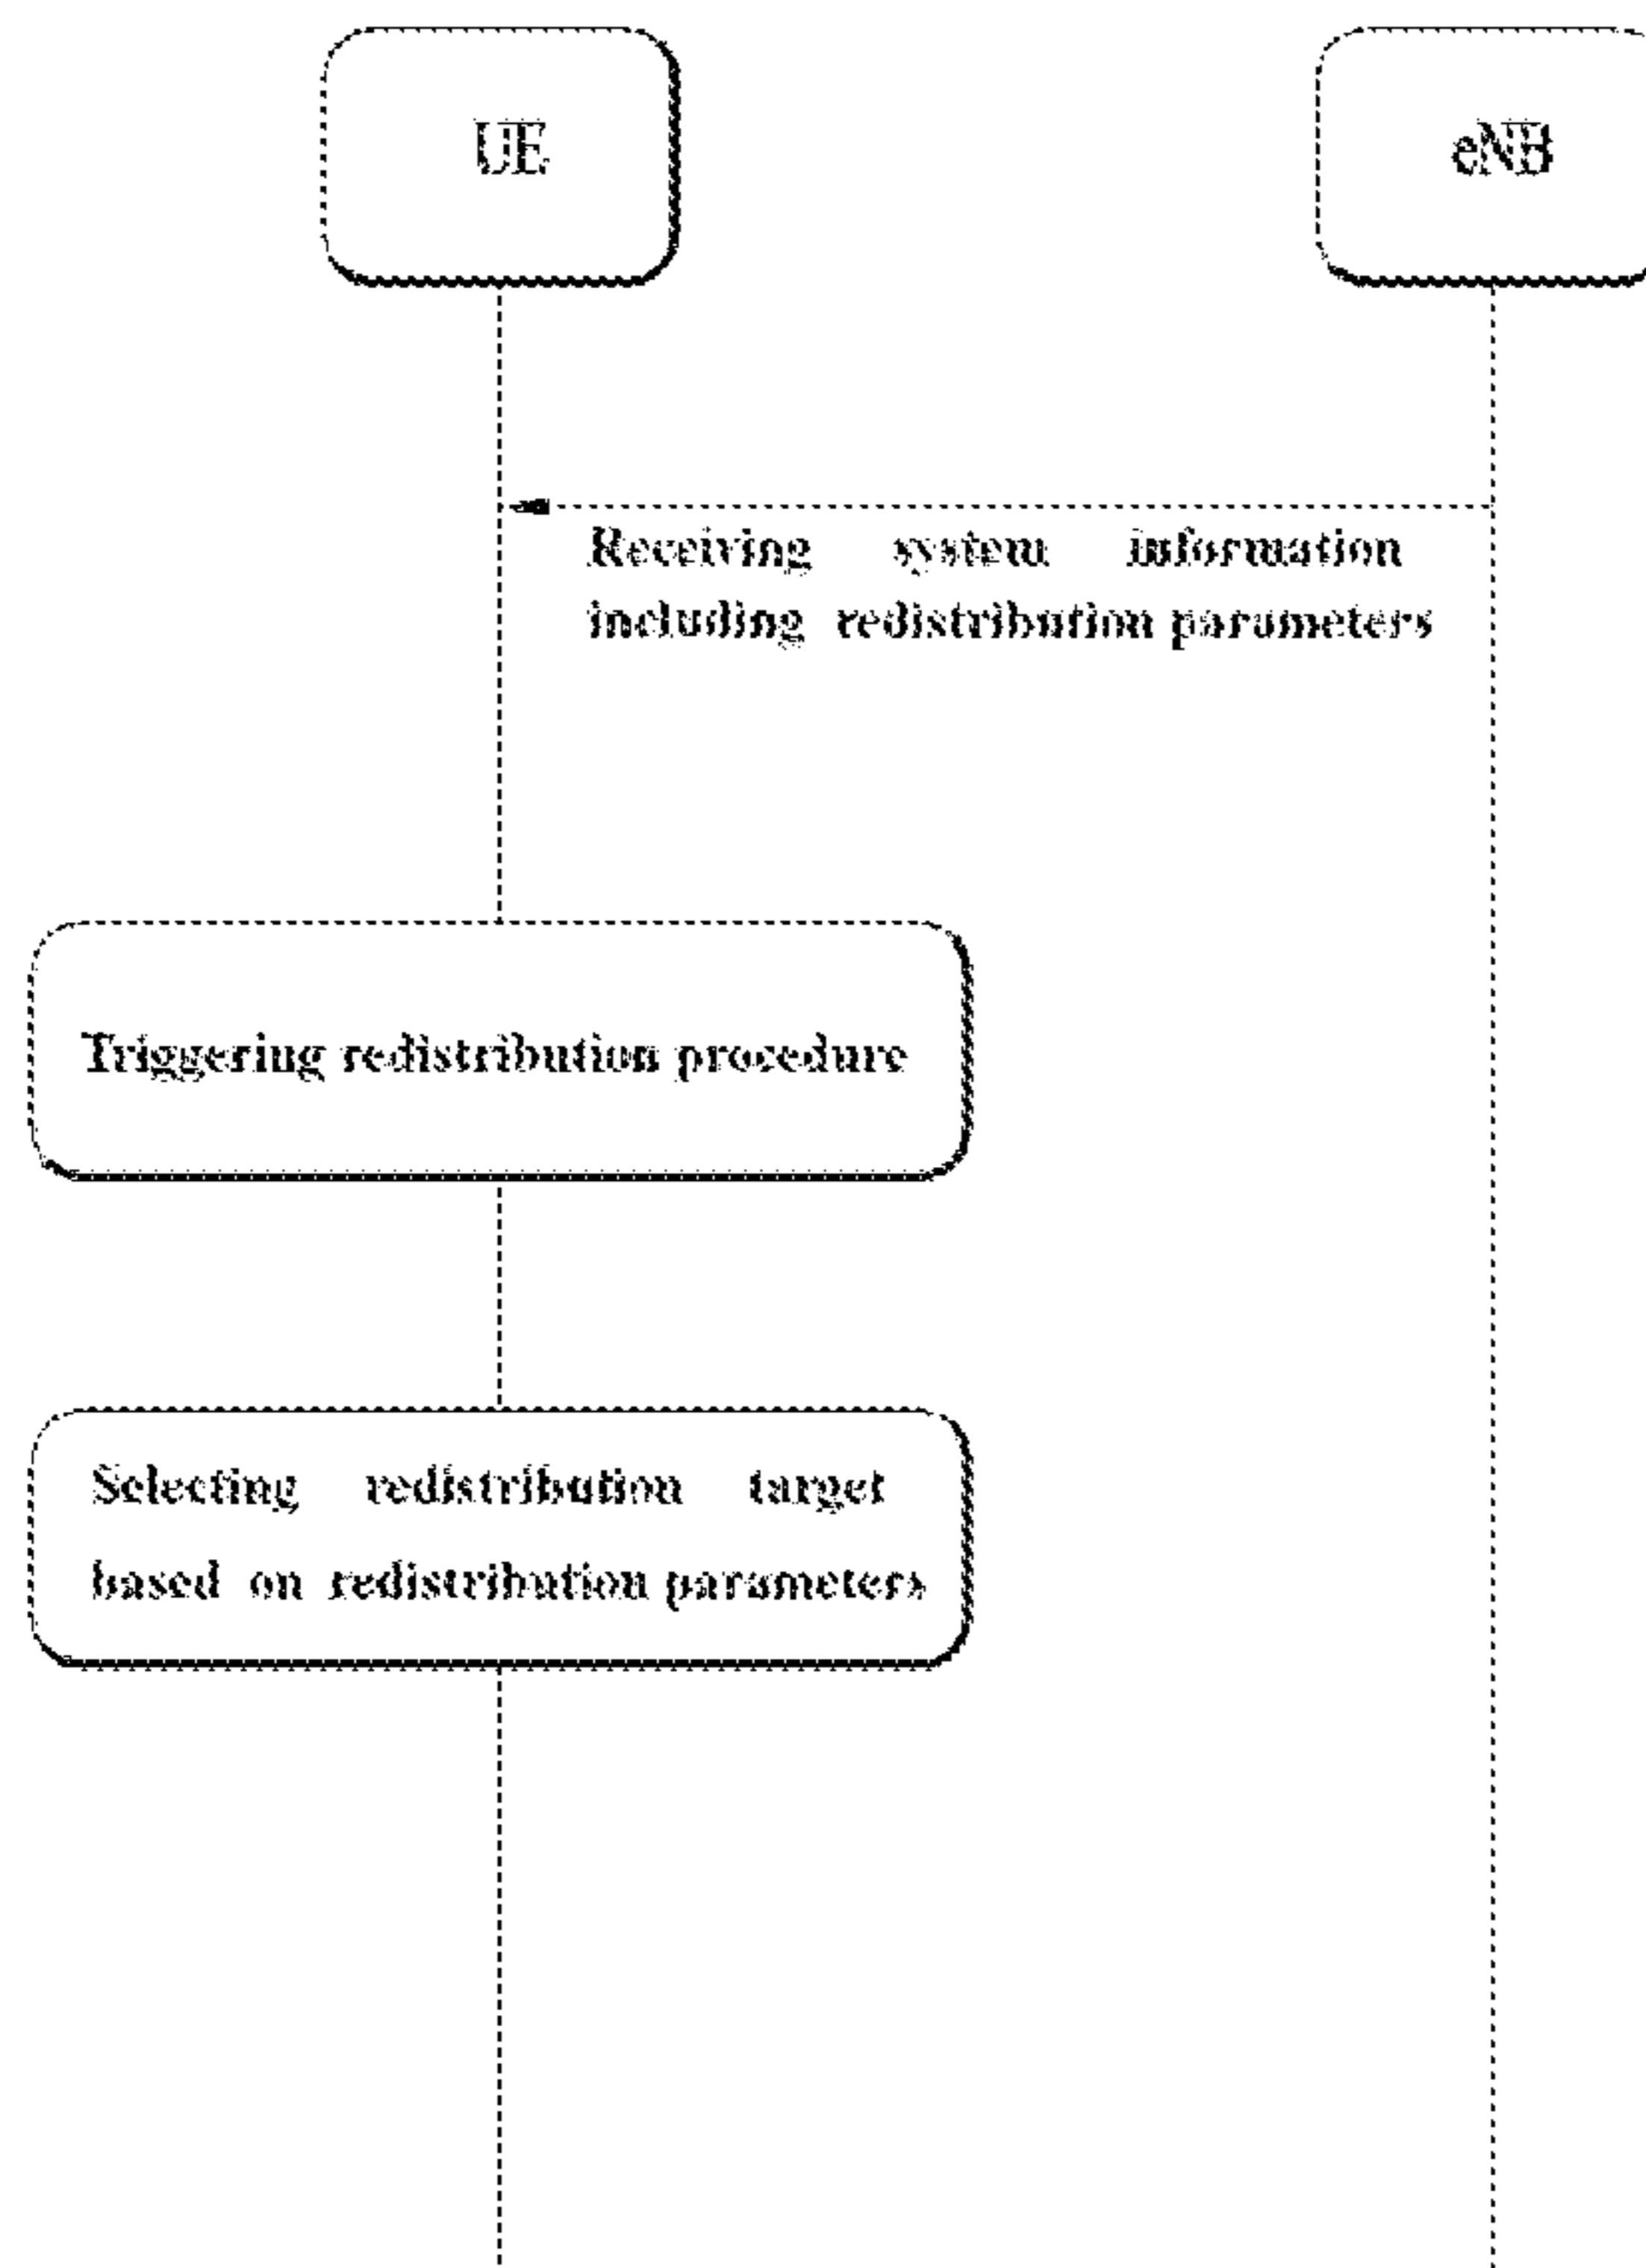 UE
eNB
Receiving system information
including redistribution parameters
Triggering redistribution procedure
Selecting redistribution target
based on redistribution parameters